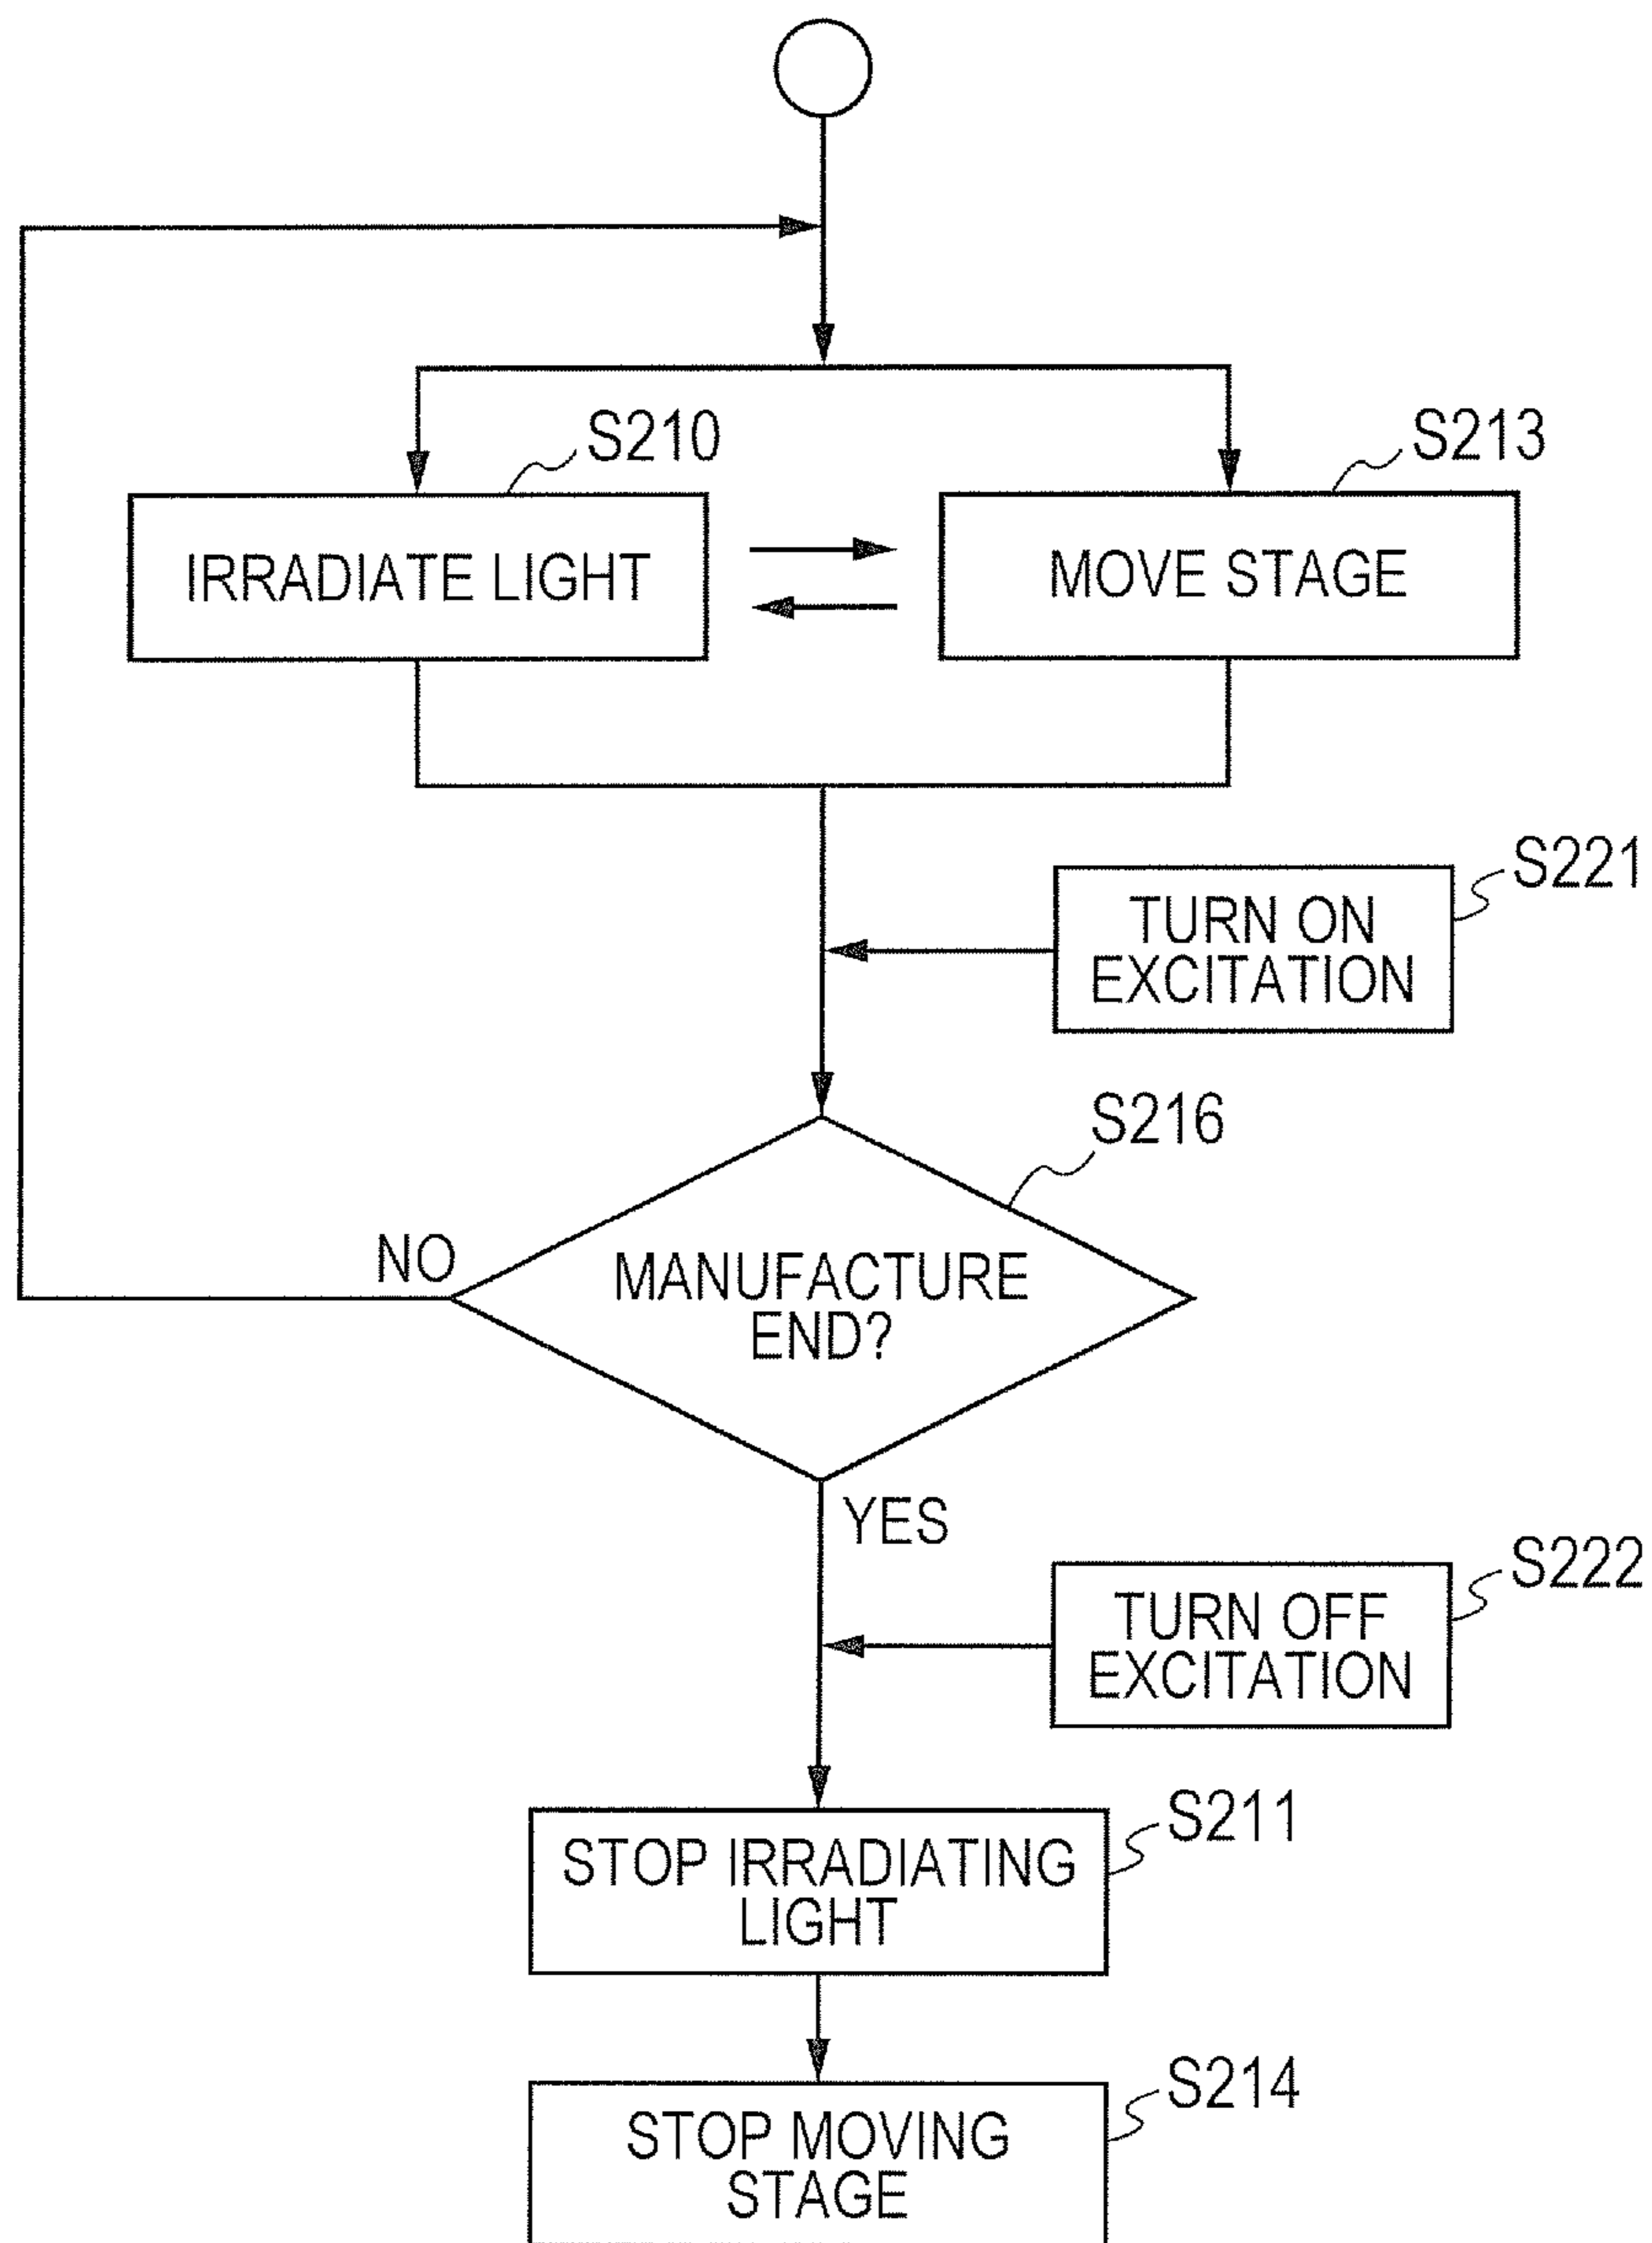 S210
S213
IRRADIATE LIGHT
MOVE STAGE
S221
TURN ON
EXCITATION
S216
NO
MANUFACTURE
END?
YES
S222
TURN OFF
EXCITATION
S211
STOP IRRADIATING
LIGHT
S214
STOP MOVING
STAGE